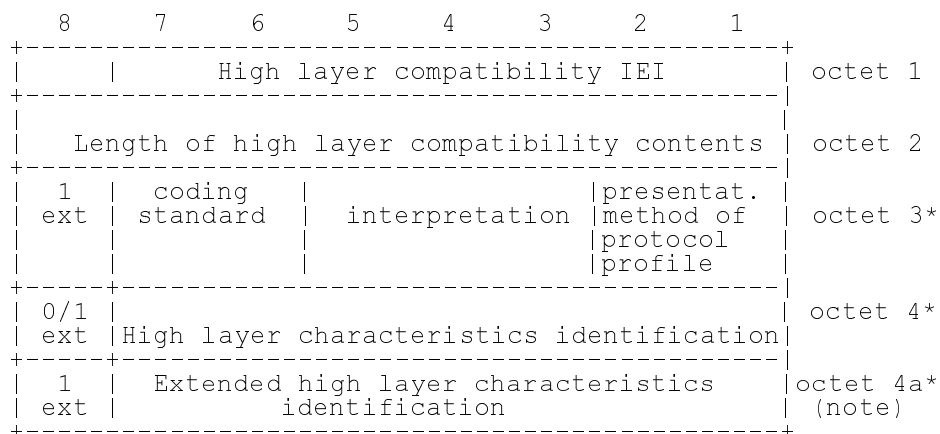 8 7 6 5 4 3 2 1
High layer compatibility IEI octet 1
Length of high layer compatibility contents octet 2
1 coding presentat.
ext standard interpretation method of octet 3*
protocol
profile
0/1 octet 4*
ext High layer characteristics identification
1 Extended high layer characteristics octet 4a*
ext identification (note)